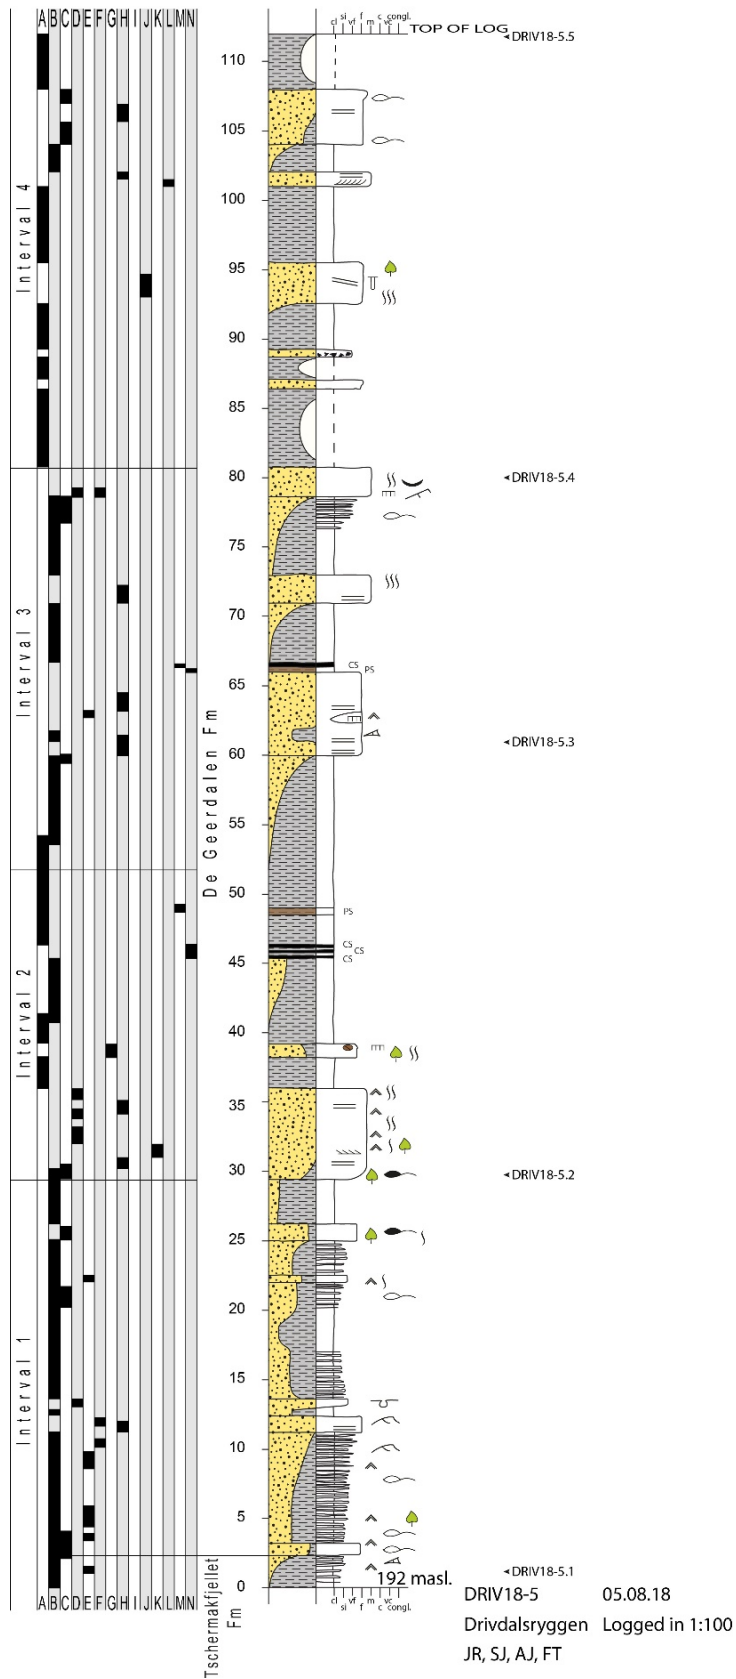 A B C D E F G H I J K L M N
cl si vf f m c vc congl.
TOP OF LOG
DRIV18-5.5
110
105
Interval 4
100
95
90
85
80
DRIV18-5.4
75
70
Interval 3
CS
PS
65
De Geerdalen Fm
60
DRIV18-5.3
55
50
PS
CS
CS
CS
45
Interval 2
40
35
30
DRIV18-5.2
25
20
Interval 1
15
10
5
0
Tschermakfjellet Fm
192 masl.
DRIV18-5.1
cl si vf f m c vc congl.
A B C D E F G H I J K L M N
DRIV18-5 05.08.18
Drivdalsryggen Logged in 1:100
JR, SJ, AJ, FT